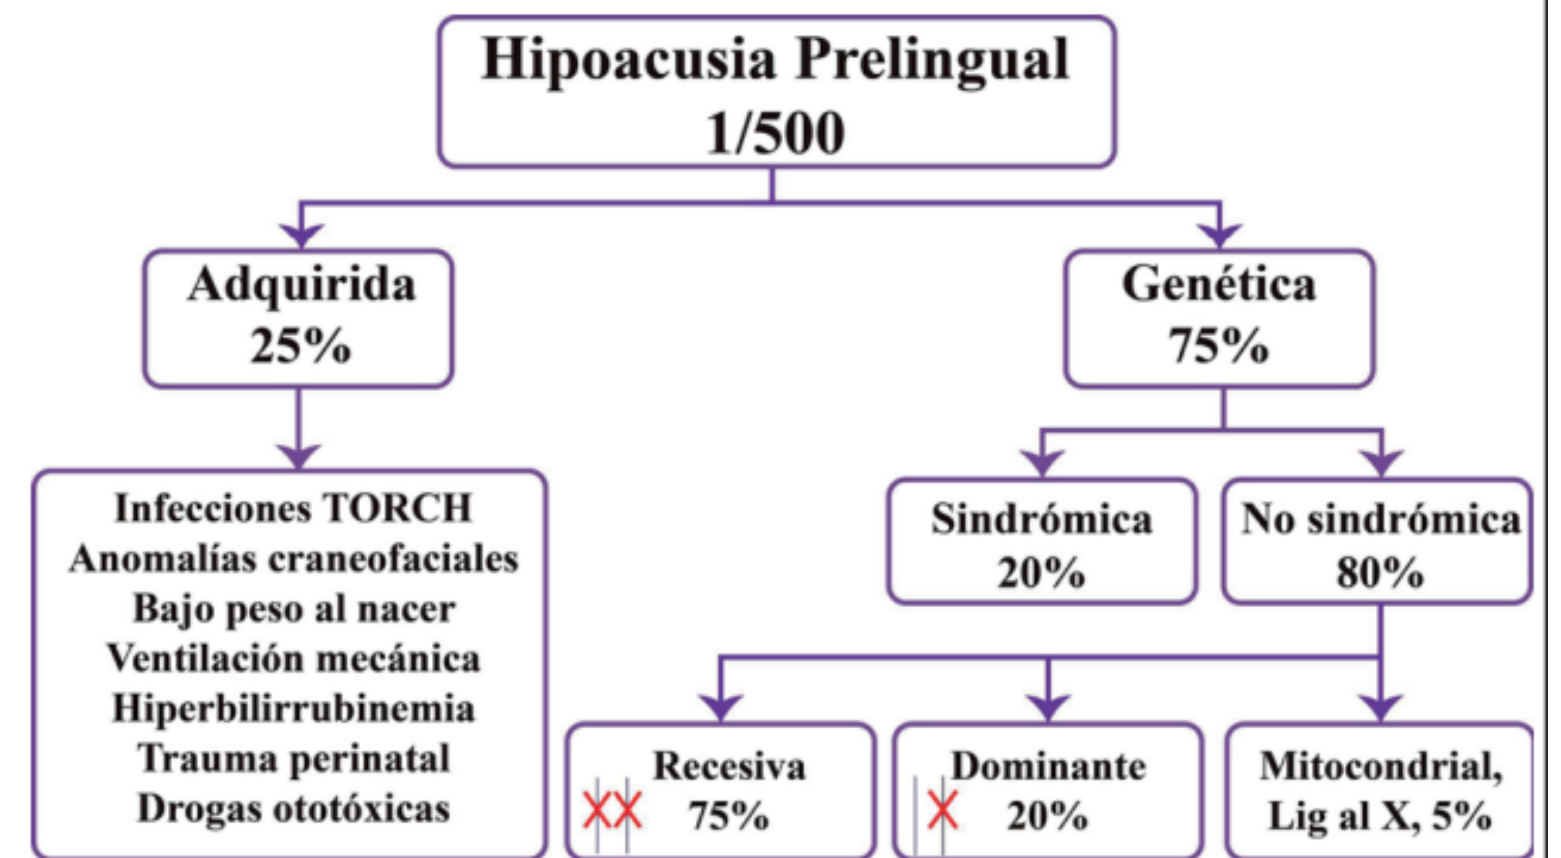 Hipoacusia Prelingual
1/500
Adquirida
25%
Genética
75%
Infecciones TORCH
Anomalías craneofaciales
Bajo peso al nacer
Ventilación mecánica
Hiperbilirrubinemia
Trauma perinatal
Drogas ototóxicas
Sindrómica
20%
No sindrómica
80%
Recesiva
75%
Dominante
20%
Mitocondrial,
Lig al X, 5%